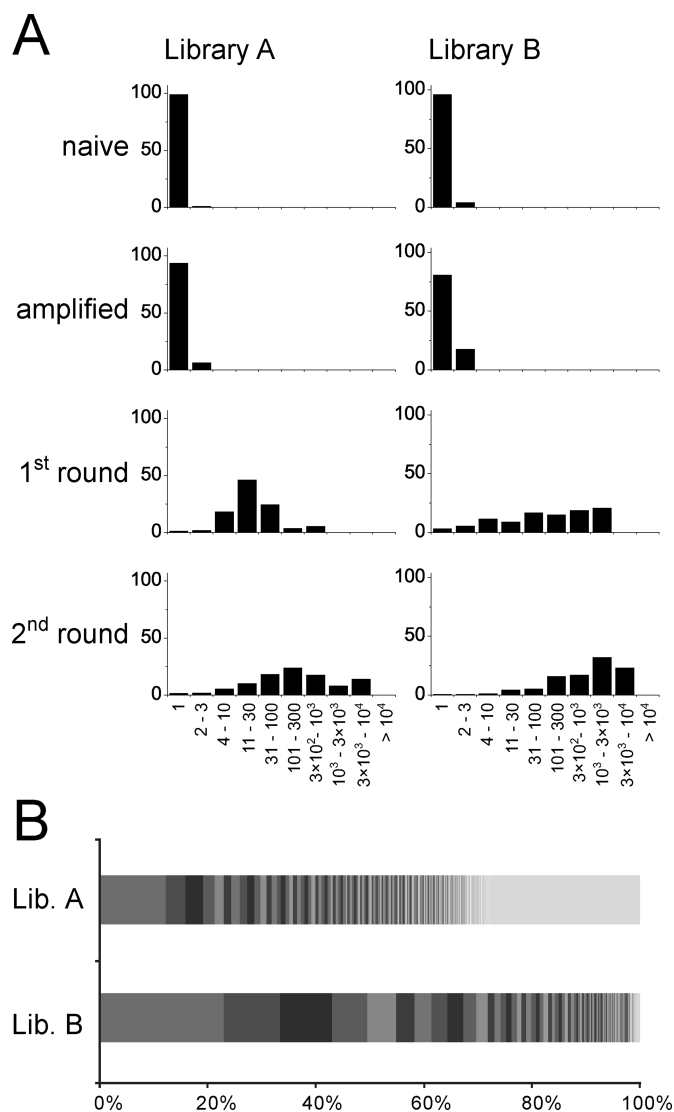 A
Library A Library B
naive 100 50 0 100 50 0
amplified 100 50 0 100 50 0
1st round 100 50 0 100 50 0
2nd round 100 50 0 100 50 0
1 2 - 3 4 - 10 11 - 30 31 - 100 101 - 300 3×10²-10³ 10³ - 3×10³ 3×10³ - 10⁴ > 10⁴ 1 2 - 3 4 - 10 11 - 30 31 - 100 101 - 300 3×10²-10³ 10³ - 3×10³ 3×10³ - 10⁴ > 10⁴
B
Lib. A
Lib. B
0% 20% 40% 60% 80% 100%